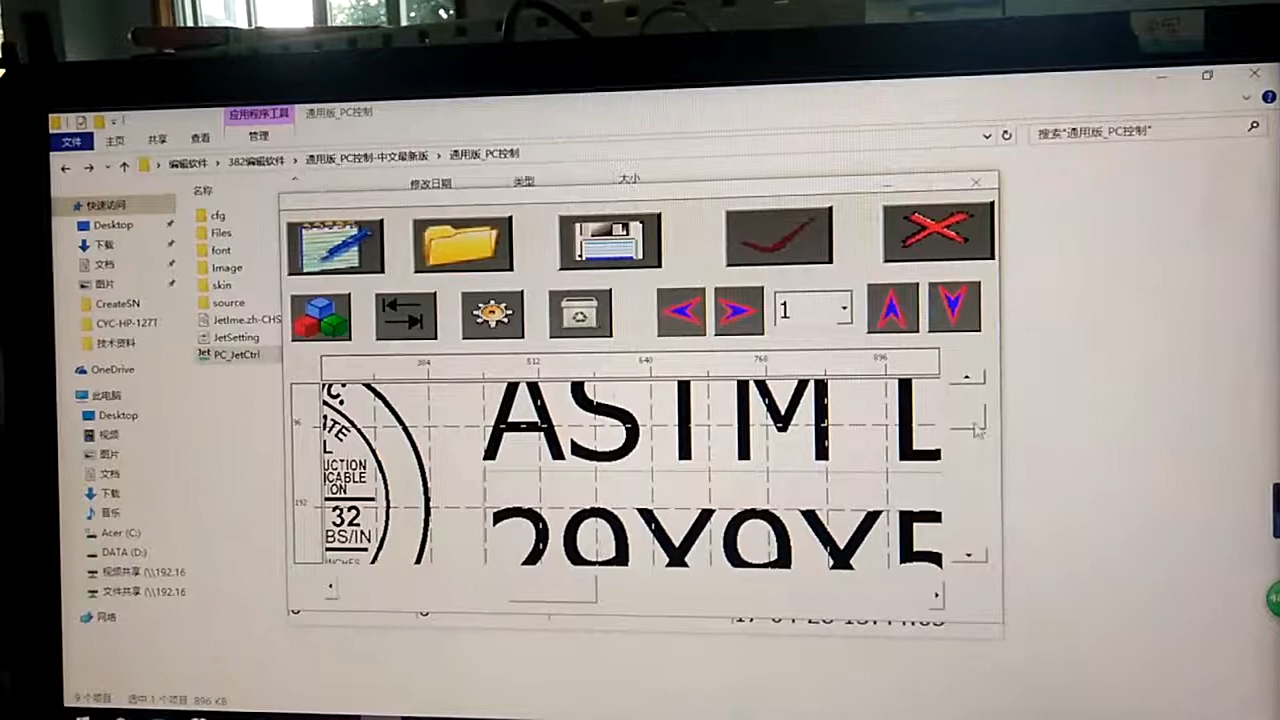 应用程序工具 通用版_PC控制
文件 主页 共享 查看 管理
编辑软件 382编辑软件 通用版_PC控制-中文最新版 通用版_PC控制
搜索"通用版_PC控制"
名称 修改日期 类型 大小
快速访问
Desktop
下载
文档
图片
CreateSN
CYC-HP-127T
技术资料
OneDrive
此电脑
Desktop
视频
图片
文档
下载
音乐
Acer (C:)
DATA (D:)
视频共享 (\\192.16
文件共享 (\\192.16
网络
cfg
Files
font
Image
skin
source
JetIme.zh-CHS
JetSetting
PC_JetCtrl
1
384 512 640 768 896
96
192
C.
ATE
L
UCTION
ICABLE
ION
32
BS/IN
INCHES
ASTM
9个项目 选中 1 个项目 896 KB